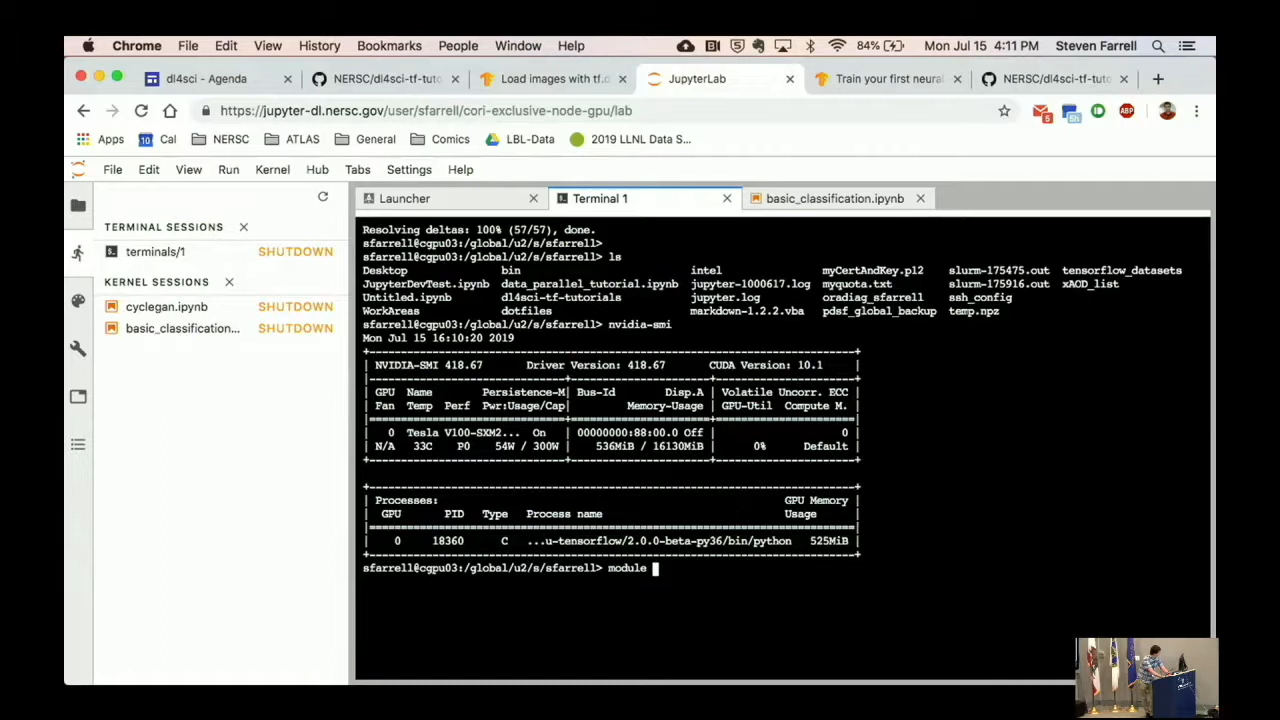 Chrome File Edit View History Bookmarks People Window Help 84% Mon Jul 15 4:11 PM Steven Farrell
dl4sci - Agenda NERSC/dl4sci-tf-tuto Load images with tf.d JupyterLab Train your first neural NERSC/dl4sci-tf-tuto
https://jupyter-dl.nersc.gov/user/sfarrell/cori-exclusive-node-gpu/lab
Apps Cal NERSC ATLAS General Comics LBL-Data 2019 LLNL Data S...
File Edit View Run Kernel Hub Tabs Settings Help
Launcher Terminal 1 basic_classification.ipynb
TERMINAL SESSIONS
terminals/1 SHUTDOWN
KERNEL SESSIONS
cyclegan.ipynb SHUTDOWN
basic_classification... SHUTDOWN
Resolving deltas: 100% (57/57), done.
sfarrell@cgpu03:/global/u2/s/sfarrell>
sfarrell@cgpu03:/global/u2/s/sfarrell> ls
Desktop bin intel myCertAndKey.p12 slurm-175475.out tensorflow_datasets
JupyterDevTest.ipynb data_parallel_tutorial.ipynb jupyter-1000617.log myquota.txt slurm-175916.out xAOD_list
Untitled.ipynb dl4sci-tf-tutorials jupyter.log oradiag_sfarrell ssh_config
WorkAreas dotfiles markdown-1.2.2.vba pdsf_global_backup temp.npz
sfarrell@cgpu03:/global/u2/s/sfarrell> nvidia-smi
Mon Jul 15 16:10:20 2019
NVIDIA-SMI 418.67 Driver Version: 418.67 CUDA Version: 10.1
GPU Name Persistence-M| Bus-Id Disp.A | Volatile Uncorr. ECC
Fan Temp Perf Pwr:Usage/Cap| Memory-Usage | GPU-Util Compute M.
0 Tesla V100-SXM2... On | 00000000:88:00.0 Off | 0
N/A 33C P0 54W / 300W | 536MiB / 16130MiB | 0% Default
Processes: GPU Memory
GPU PID Type Process name Usage
0 18360 C ...u-tensorflow/2.0.0-beta-py36/bin/python 525MiB
sfarrell@cgpu03:/global/u2/s/sfarrell> module